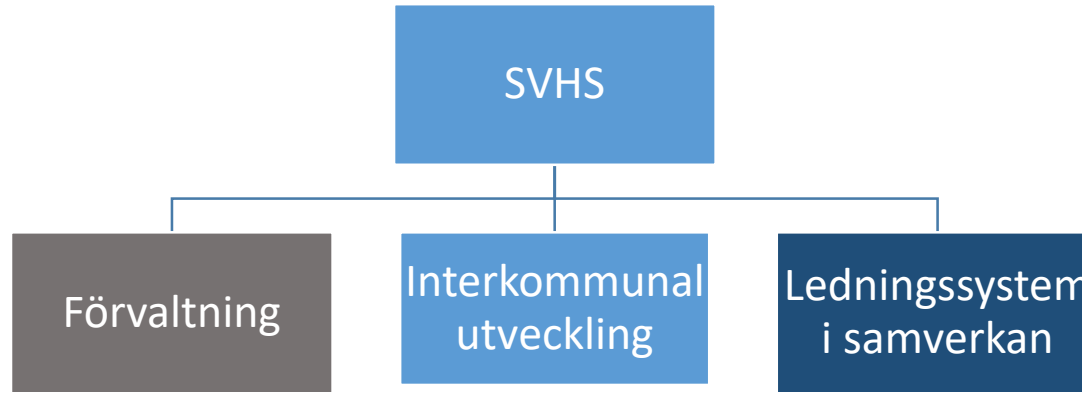 SVHS
Förvaltning
Interkommunal
utveckling
Ledningssystem
i samverkan